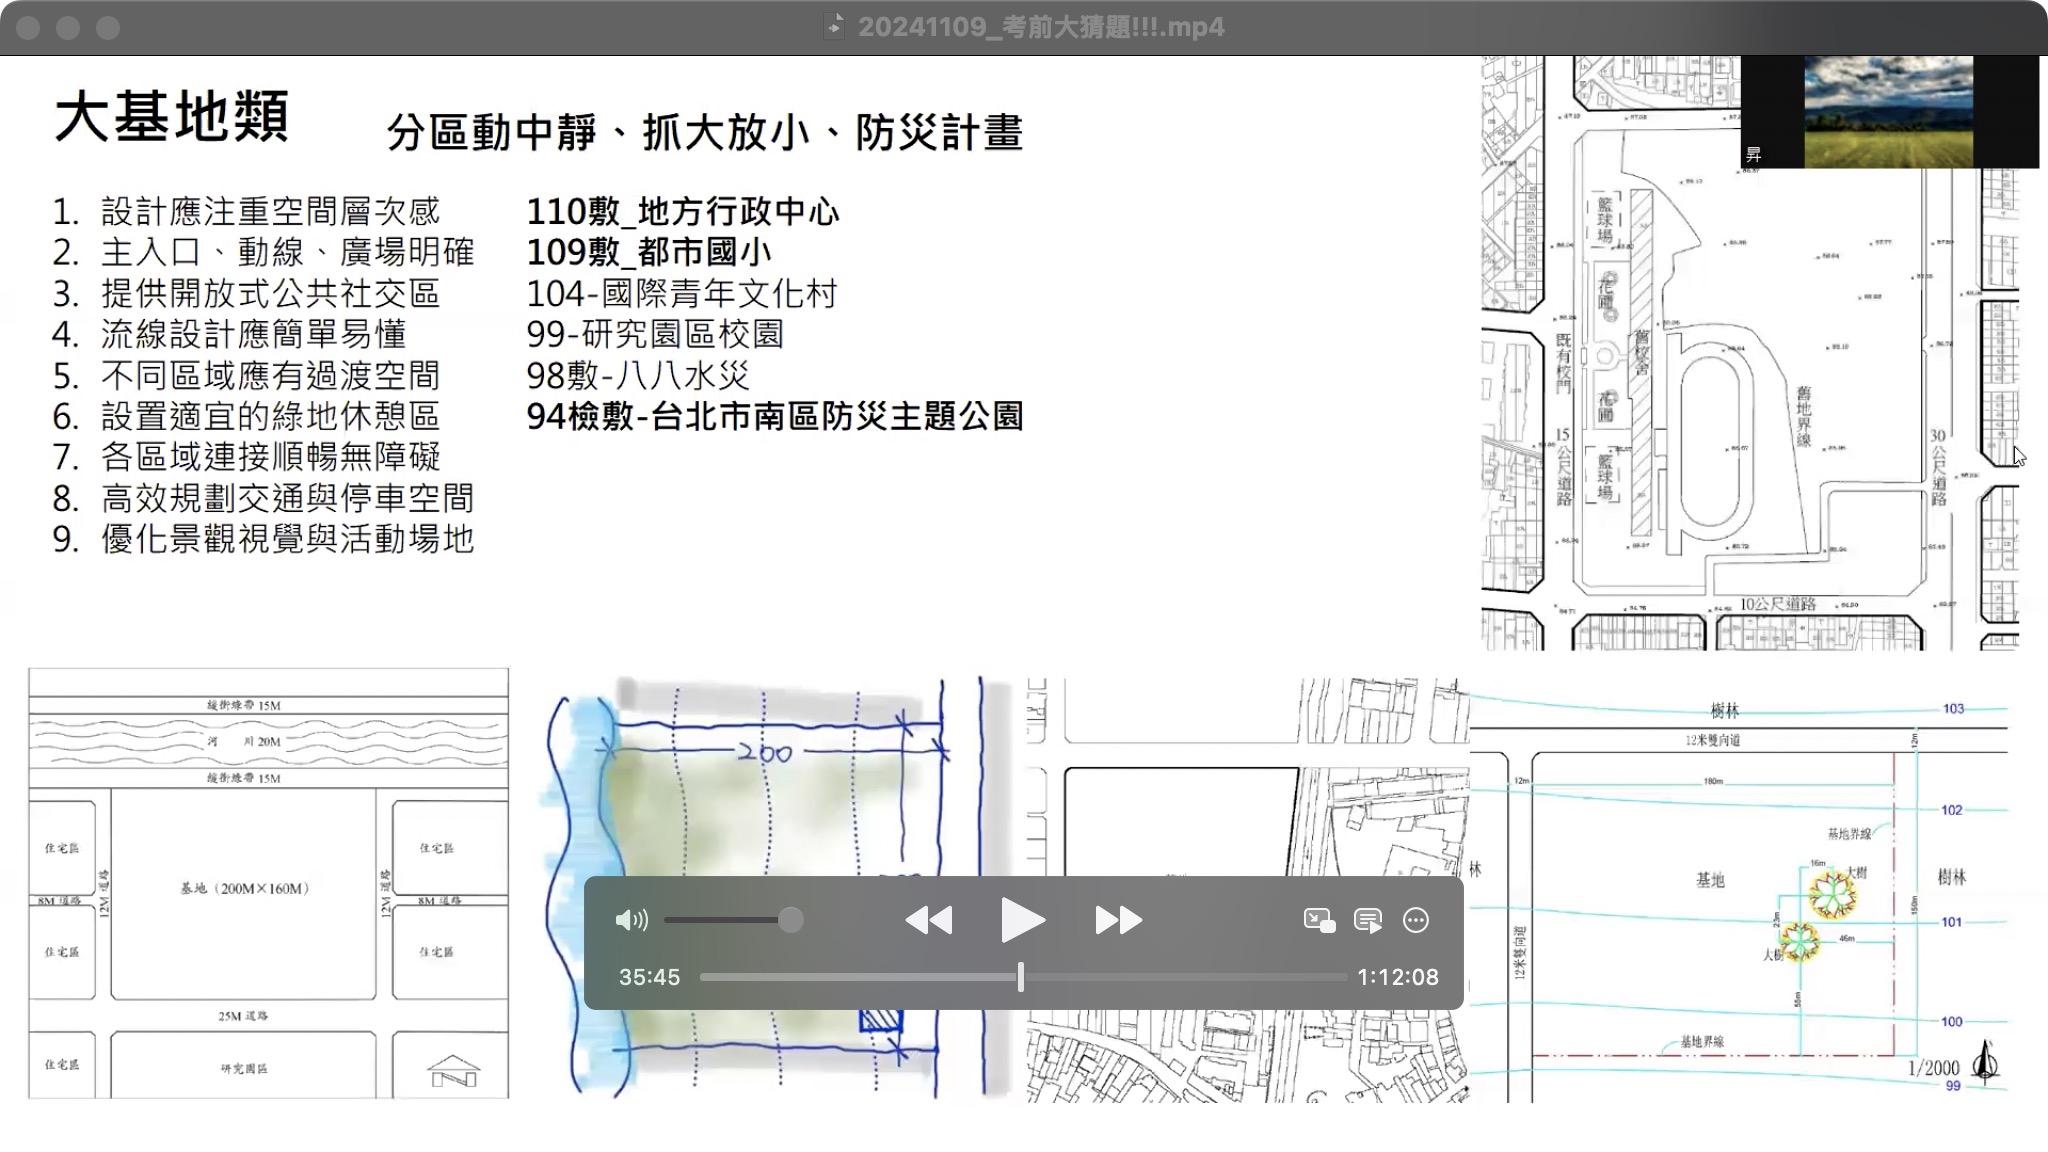 20241109_考前大猜題!!!.mp4
大基地類
分區動中靜、抓大放小、防災計畫
昇
1. 設計應注重空間層次感
2. 主入口、動線、廣場明確
3. 提供開放式公共社交區
4. 流線設計應簡單易懂
5. 不同區域應有過渡空間
6. 設置適宜的綠地休憩區
7. 各區域連接順暢無障礙
8. 高效規劃交通與停車空間
9. 優化景觀視覺與活動場地
110敷_地方行政中心
109敷_都市國小
104-國際青年文化村
99-研究園區校園
98敷-八八水災
94檢敷-台北市南區防災主題公園
籃球場
花圃
舊校舍
既有校門
花圃
籃球場
15公尺道路
舊地界線
30公尺道路
10公尺道路
緩衝綠帶 15M
河 川 20M
緩衝綠帶 15M
住宅區
12M 道路
基地 (200M×160M)
12M 道路
住宅區
8M 道路
8M 道路
住宅區
住宅區
25M 道路
住宅區
研究園區
200
樹林
103
12米雙向道
12m
12m
180m
102
基地界線
16m
大樹
基地
樹林
林
150m
101
23m
46m
大樹
12米雙向道
55m
100
基地界線
1/2000
99
35:45
1:12:08